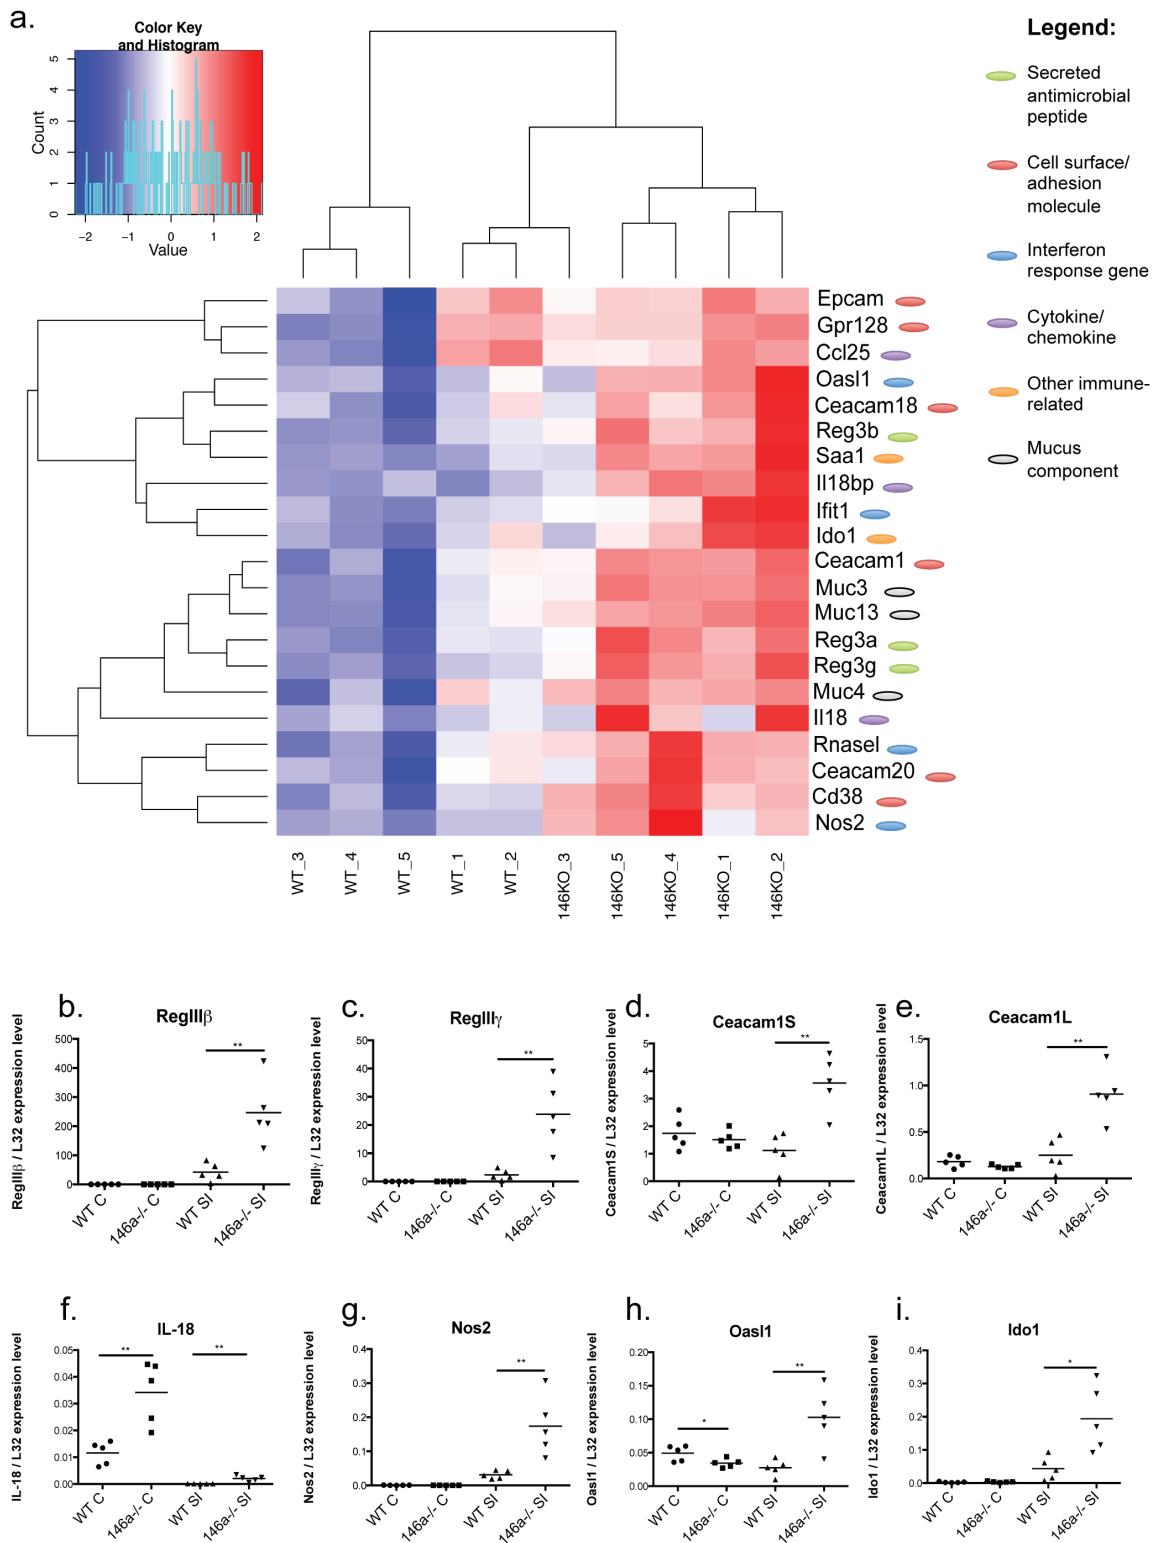 a.
Color Key
and Histogram
Count
0 1 2 3 4 5
−2 −1 0 1 2
Value
Legend:
Secreted
antimicrobial
peptide
Cell surface/
adhesion
molecule
Interferon
response gene
Cytokine/
chemokine
Other immune-
related
Mucus
component
Epcam
Gpr128
Ccl25
Oasl1
Ceacam18
Reg3b
Saa1
Il18bp
Ifit1
Ido1
Ceacam1
Muc3
Muc13
Reg3a
Reg3g
Muc4
Il18
Rnasel
Ceacam20
Cd38
Nos2
WT_3
WT_4
WT_5
WT_1
WT_2
146KO_3
146KO_5
146KO_4
146KO_1
146KO_2
b.
RegIIIβ
RegIIIβ / L32 expression level
500
400
300
200
100
0
**
WT C
146a-/- C
WT SI
146a-/- SI
c.
RegIIIγ
RegIIIγ / L32 expression level
50
40
30
20
10
0
**
WT C
146a-/- C
WT SI
146a-/- SI
d.
Ceacam1S
Ceacam1S / L32 expression level
5
4
3
2
1
0
**
WT C
146a-/- C
WT SI
146a-/- SI
e.
Ceacam1L
Ceacam1L / L32 expression level
1.5
1.0
0.5
0.0
**
WT C
146a-/- C
WT SI
146a-/- SI
f.
IL-18
IL-18 / L32 expression level
0.05
0.04
0.03
0.02
0.01
0.00
**
**
WT C
146a-/- C
WT SI
146a-/- SI
g.
Nos2
Nos2 / L32 expression level
0.4
0.3
0.2
0.1
0.0
**
WT C
146a-/- C
WT SI
146a-/- SI
h.
Oasl1
Oasl1 / L32 expression level
0.20
0.15
0.10
0.05
0.00
*
**
WT C
146a-/- C
WT SI
146a-/- SI
i.
Ido1
Ido1 / L32 expression level
0.4
0.3
0.2
0.1
0.0
*
WT C
146a-/- C
WT SI
146a-/- SI